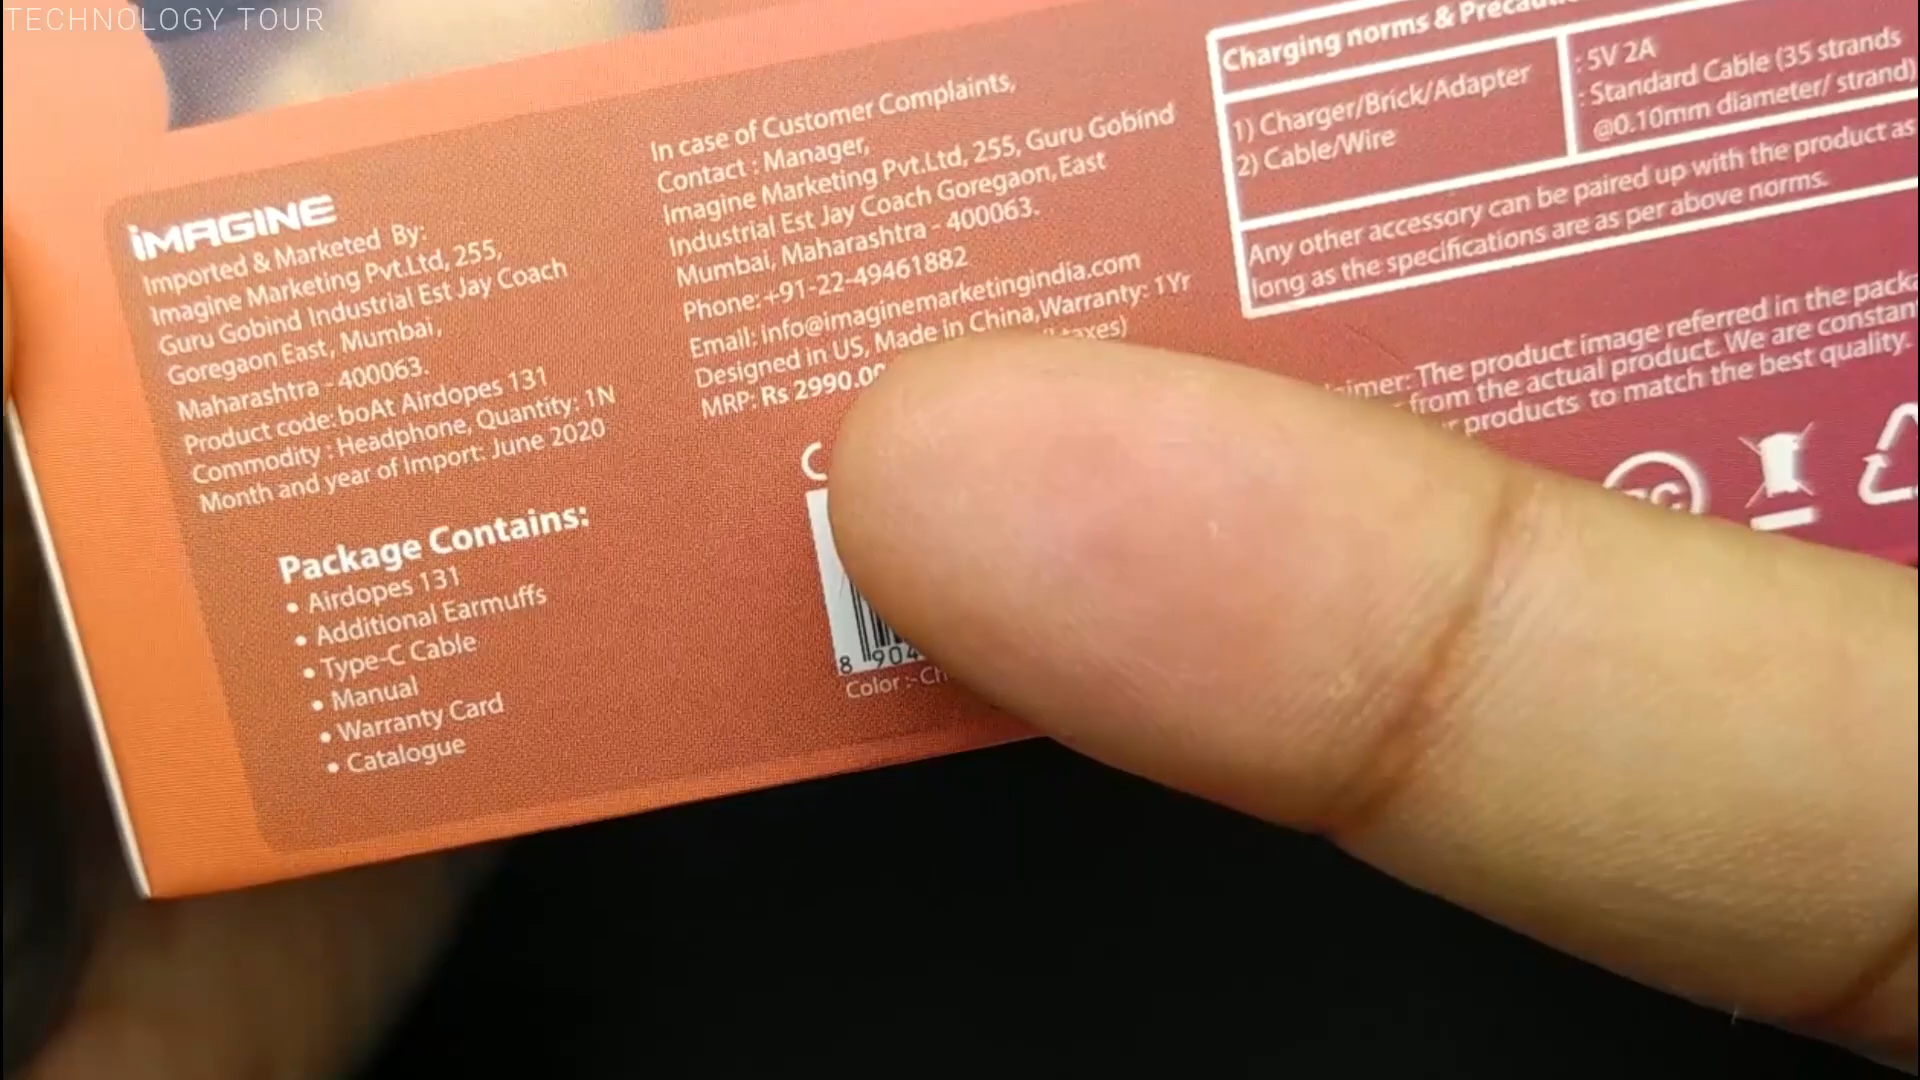 TECHNOLOGY TOUR
iMAGINE
Imported & Marketed By:
Imagine Marketing Pvt.Ltd, 255,
Guru Gobind Industrial Est Jay Coach
Goregaon East, Mumbai,
Maharashtra - 400063.
Product code: boAt Airdopes 131
Commodity : Headphone, Quantity: 1N
Month and year of Import: June 2020
Package Contains:
• Airdopes 131
• Additional Earmuffs
• Type-C Cable
• Manual
• Warranty Card
• Catalogue
In case of Customer Complaints,
Contact : Manager,
Imagine Marketing Pvt.Ltd, 255, Guru Gobind
Industrial Est Jay Coach Goregaon, East
Mumbai, Maharashtra - 400063.
Phone: +91-22-49461882
Email: info@imaginemarketingindia.com
Designed in US, Made in China,Warranty: 1Yr
MRP: Rs 2990.00 taxes)
8 904
Color :-
Charging norms &
1) Charger/Brick/Adapter : 5V 2A
2) Cable/Wire : Standard Cable (35 strands
@0.10mm diameter/ strand)
Any other accessory can be paired up with the product as
long as the specifications are as per above norms.
The product image referred in the
from the actual product. We are
products to match the best quality.